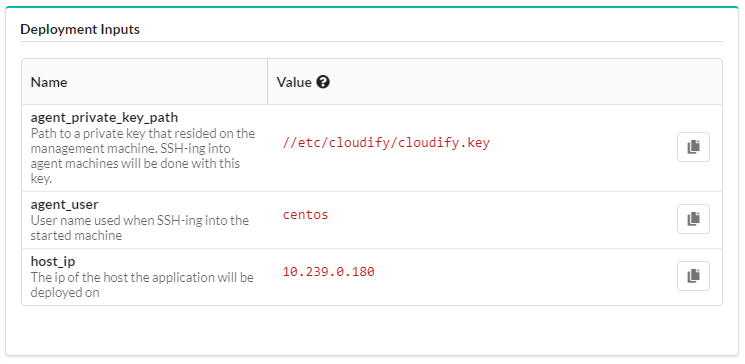 Deployment Inputs
Name
Value ?
agent_private_key_path
Path to a private key that resided on the
management machine. SSH-ing into
agent machines will be done with this
key.
//etc/cloudify/cloudify.key
agent_user
User name used when SSH-ing into the
started machine
centos
host_ip
The ip of the host the application will be
deployed on
10.239.0.180